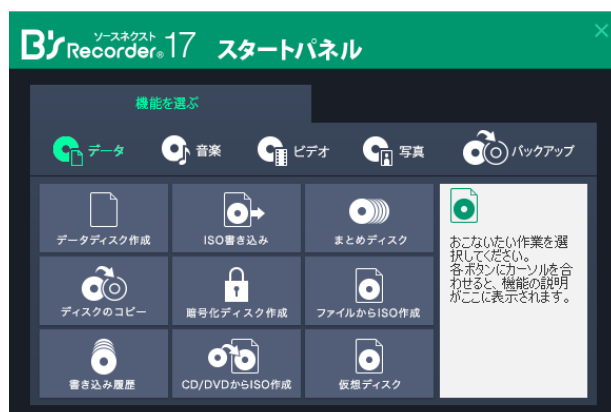 ソースネクスト
B's Recorder® 17 スタートパネル
機能を選ぶ
データ 音楽 ビデオ 写真 バックアップ
データディスク作成 ISO書き込み まとめディスク
ディスクのコピー 暗号化ディスク作成 ファイルからISO作成
書き込み履歴 CD/DVDからISO作成 仮想ディスク
おこないたい作業を選
択してください。
各ボタンにカーソルを合
わせると、機能の説明
がここに表示されます。